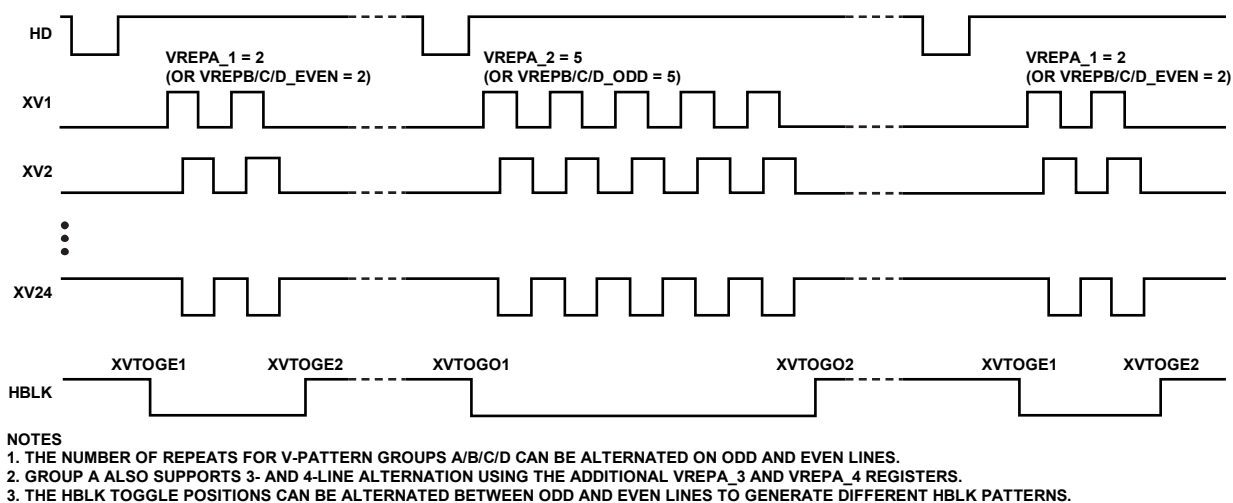 HD
VREPA_1 = 2
(OR VREPB/C/D_EVEN = 2)
VREPA_2 = 5
(OR VREPB/C/D_ODD = 5)
VREPA_1 = 2
(OR VREPB/C/D_EVEN = 2)
XV1
XV2
XV24
XVTOGE1 XVTOGE2 XVTOGO1 XVTOGO2 XVTOGE1 XVTOGE2
HBLK
NOTES
1. THE NUMBER OF REPEATS FOR V-PATTERN GROUPS A/B/C/D CAN BE ALTERNATED ON ODD AND EVEN LINES.
2. GROUP A ALSO SUPPORTS 3- AND 4-LINE ALTERNATION USING THE ADDITIONAL VREPA_3 AND VREPA_4 REGISTERS.
3. THE HBLK TOGGLE POSITIONS CAN BE ALTERNATED BETWEEN ODD AND EVEN LINES TO GENERATE DIFFERENT HBLK PATTERNS.